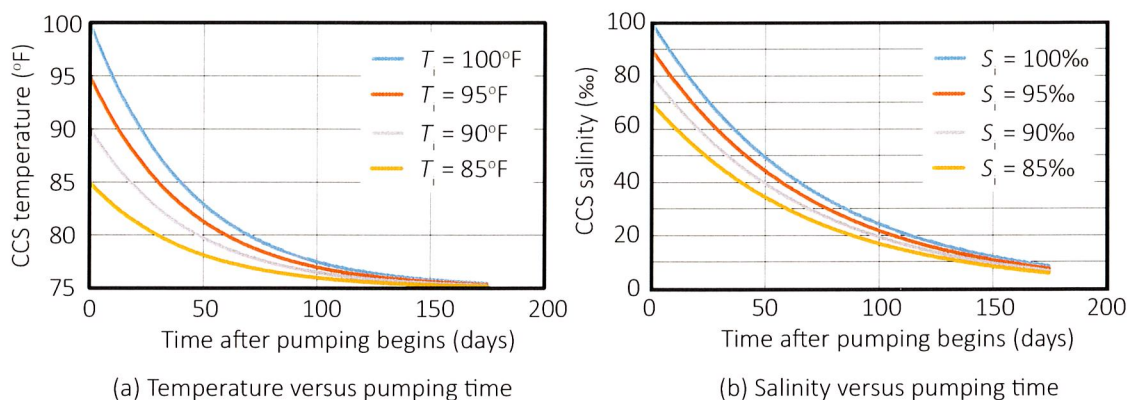 100
95
90
85
80
75
0 50 100 150 200
CCS temperature (°F)
Time after pumping begins (days)
T_i = 100°F
T_i = 95°F
T_i = 90°F
T_i = 85°F
(a) Temperature versus pumping time
100
80
60
40
20
0
0 50 100 150 200
CCS salinity (‰)
Time after pumping begins (days)
S_i = 100‰
S_i = 95‰
S_i = 90‰
S_i = 85‰
(b) Salinity versus pumping time